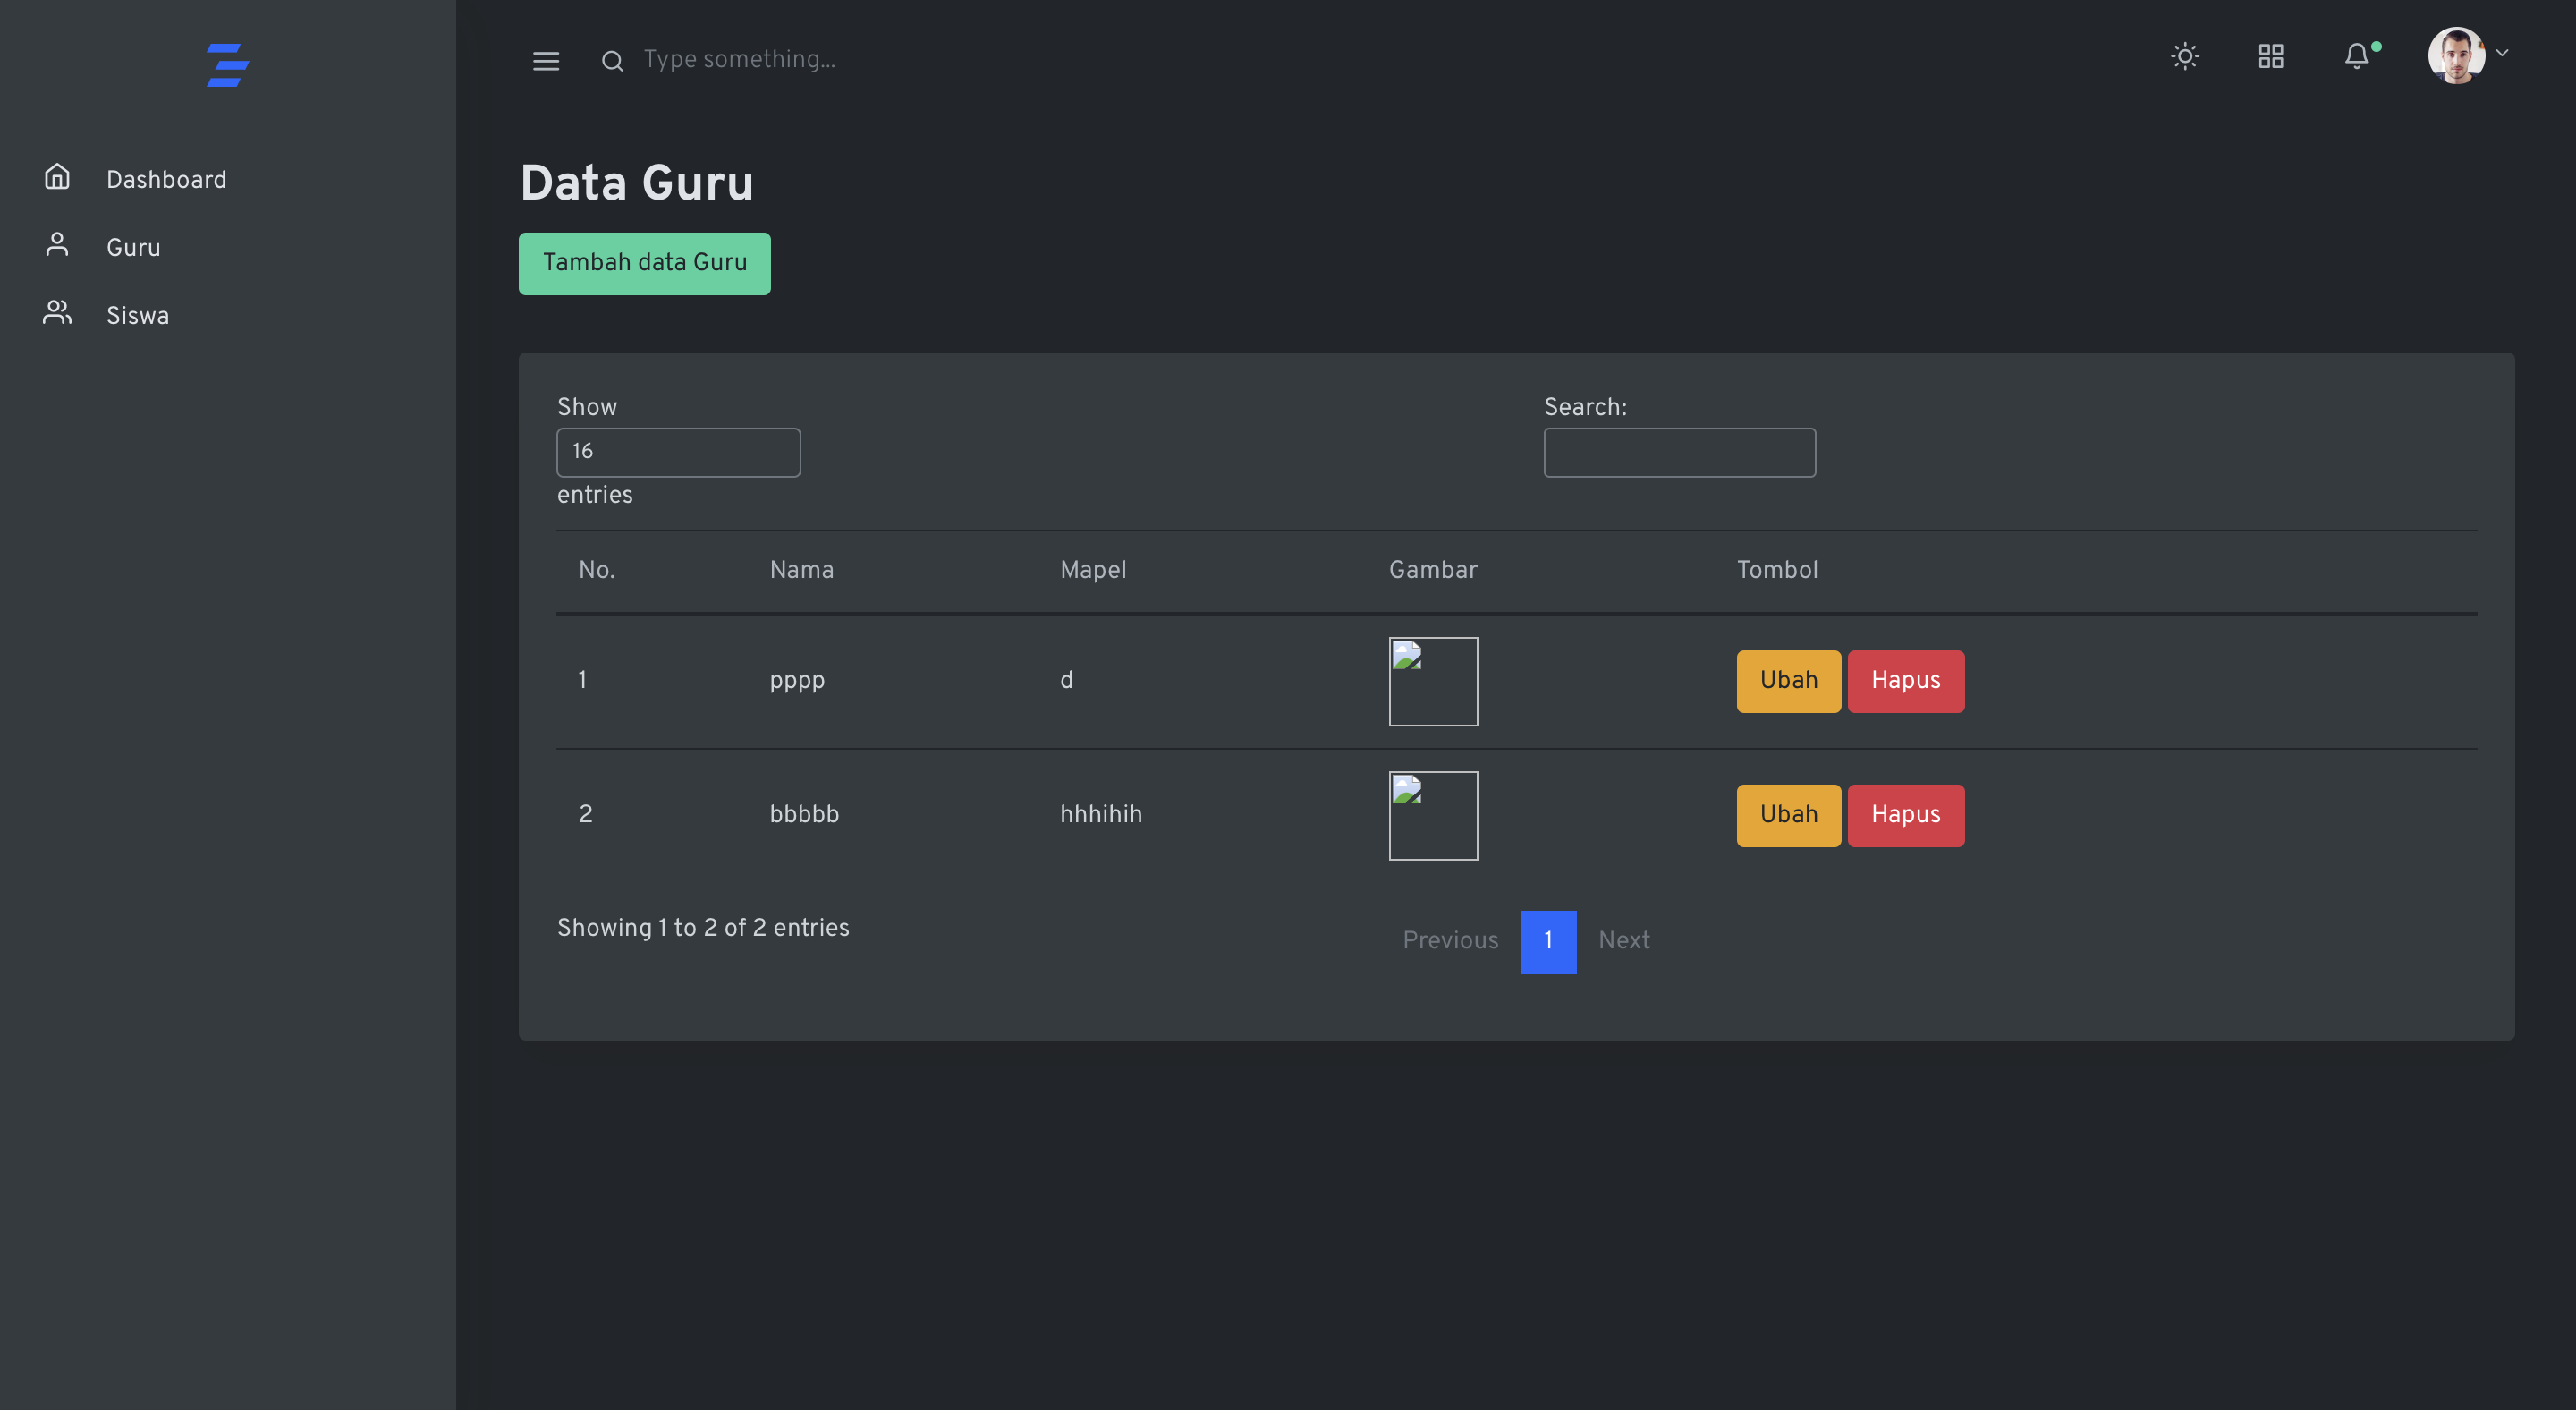 Type something...
Dashboard
Guru
Siswa
Data Guru
Tambah data Guru
Show
16
entries
Search:
No. Nama Mapel Gambar Tombol
1 pppp d Ubah Hapus
2 bbbbb hhhihih Ubah Hapus
Showing 1 to 2 of 2 entries
Previous 1 Next